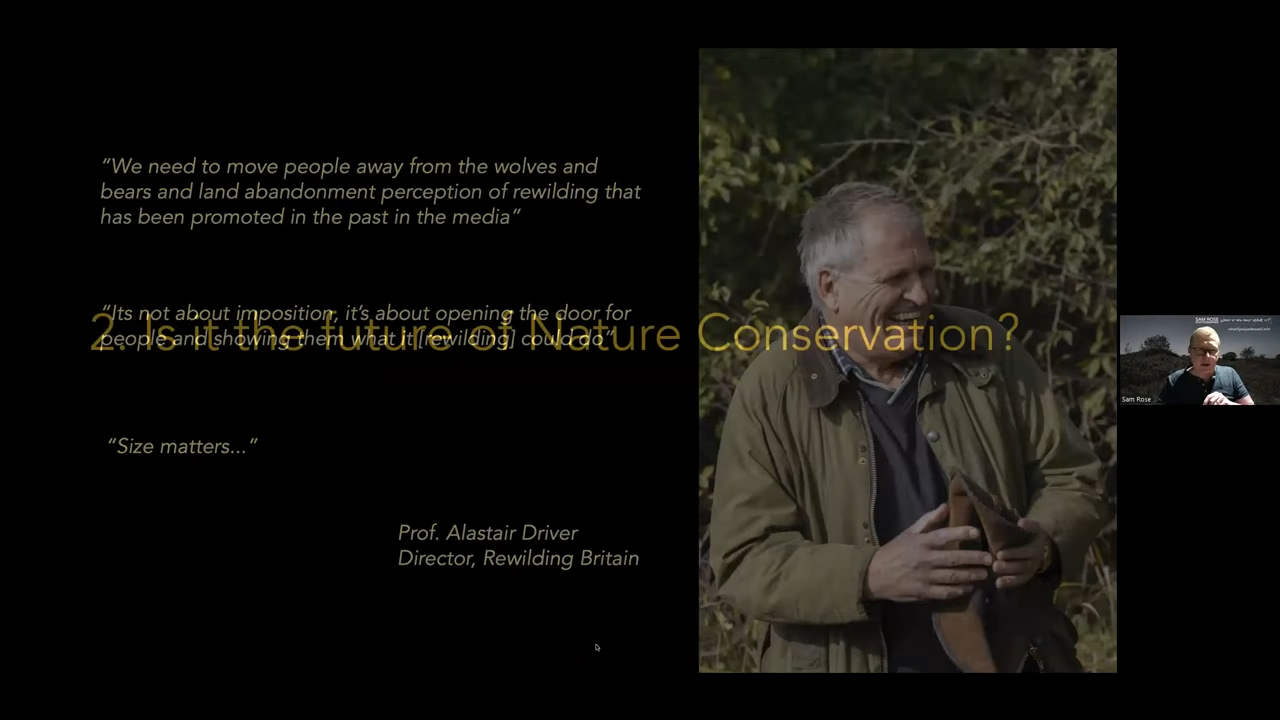 “We need to move people away from the wolves and
bears and land abandonment perception of rewilding that
has been promoted in the past in the media”
“Its not about imposition, it’s about opening the door for
people and showing them what it [rewilding] could do”
2. Is it the future of Nature Conservation?
“Size matters...”
Prof. Alastair Driver
Director, Rewilding Britain
SAM ROSE
Sam Rose